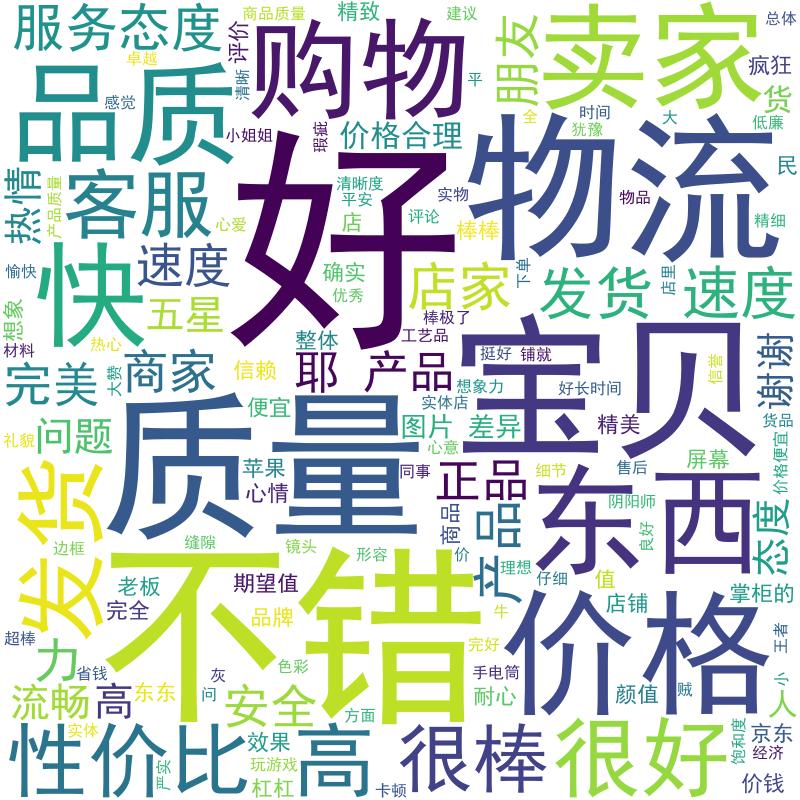 服务态度
卓越
评价
清晰
商品质量
购物
精致
建议
平
朋友
卖家
总体
疯狂
货
低廉
品质
感觉
小姐姐
瑕疵
价格合理
全
犹豫
时间
大
民
热情
产品质量
客服
心爱
好
清晰度
平安
店
评论
实物
棒棒
物流
物品
精细
愉快
快
速度
确实
优秀
店家
下单
发货
店里
速度
想象
材料
热心
五星
整体
棒极了
工艺品
挺好
铺就
宝贝
信誉
谢谢
完美
大赞
商家
信赖
耶
产品
想象力
好长时间
礼貌
问题
质量
便宜
实体店
图片
差异
精美
货品
价格便宜
心意
苹果
心情
同事
正品
细节
东西
售后
屏幕
发货
边框
缝隙
镜头
形容
商品
价
产品
理想
仔细
阴阳师
良好
态度
老板
完全
期望值
品牌
不错
牛
值
店铺
价格
掌柜的
超棒
力
省钱
灰
色彩
完好
手电筒
王者
流畅
高
东东
问
安全
方面
耐心
颜值
贼
小
人
实体
性价比
严实
效果
玩游戏
杠杠
高
卡顿
很棒
很好
饱和度
京东
经济
价钱